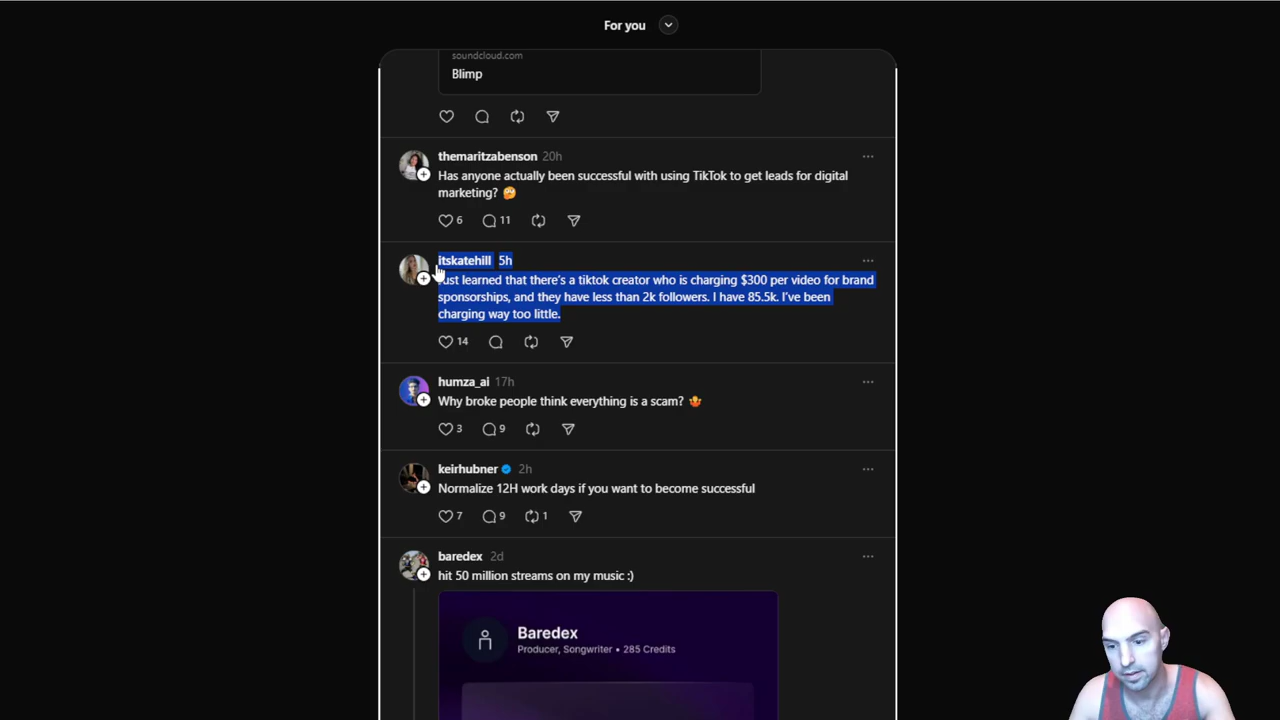 For you
soundcloud.com
Blimp
themaritzabenson 20h
Has anyone actually been successful with using TikTok to get leads for digital
marketing? 🤔
6 11
itskatehill 5h
Just learned that there's a tiktok creator who is charging $300 per video for brand
sponsorships, and they have less than 2k followers. I have 85.5k. I've been
charging way too little.
14
humza_ai 17h
Why broke people think everything is a scam? 🤷
3 9
keirhubner 2h
Normalize 12H work days if you want to become successful
7 9 1
baredex 2d
hit 50 million streams on my music :)
Baredex
Producer, Songwriter • 285 Credits